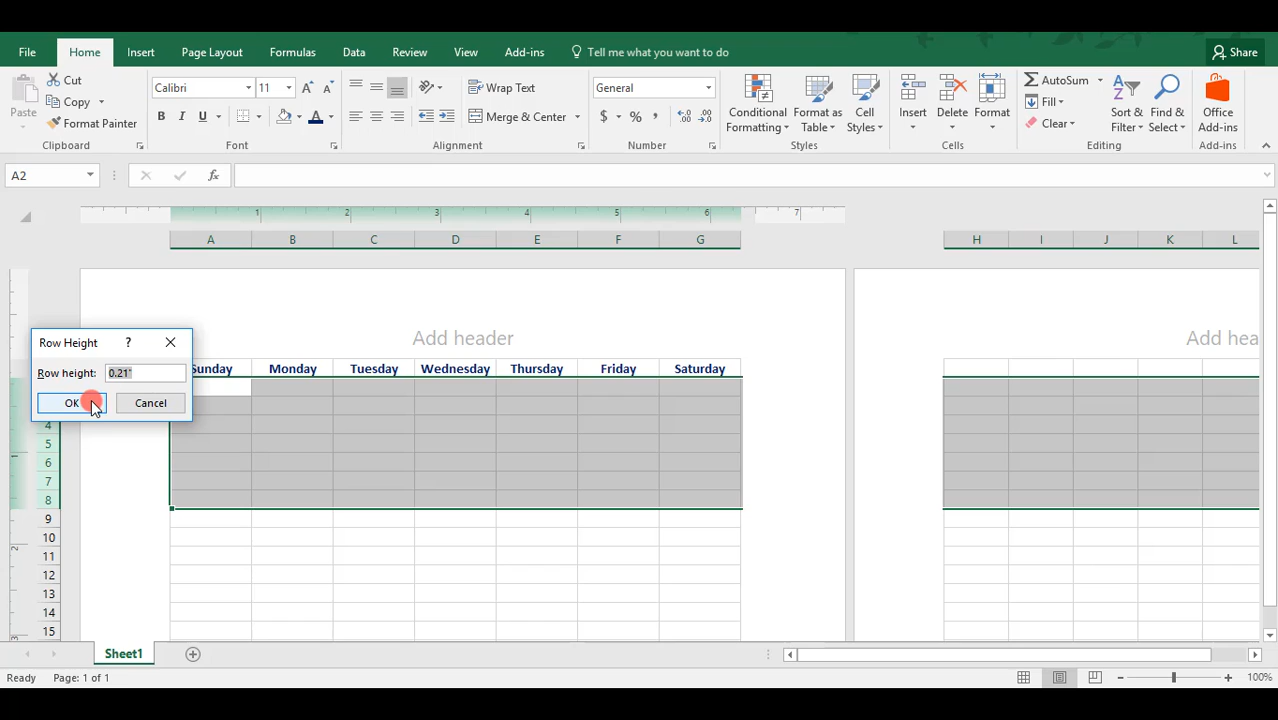 File Home Insert Page Layout Formulas Data Review View Add-ins Tell me what you want to do Share
Paste Cut Copy Format Painter
Clipboard
Calibri 11 A A
B I U A
Font
Wrap Text
Merge & Center
Alignment
General
$ % ,
Number
Conditional Formatting Format as Table Cell Styles
Styles
Insert Delete Format
Cells
AutoSum Fill Clear Sort & Filter Find & Select
Editing
Office Add-ins
Add-ins
A2 fx
1 2 3 4 5 6 7
A B C D E F G H I J K L
Add header Add hea
Row Height ? X
Row height: 0.21"
OK Cancel
Sunday Monday Tuesday Wednesday Thursday Friday Saturday
4
5
6
7
8
9
10
11
12
13
14
15
1
2
3
Sheet1
Ready Page: 1 of 1 100%